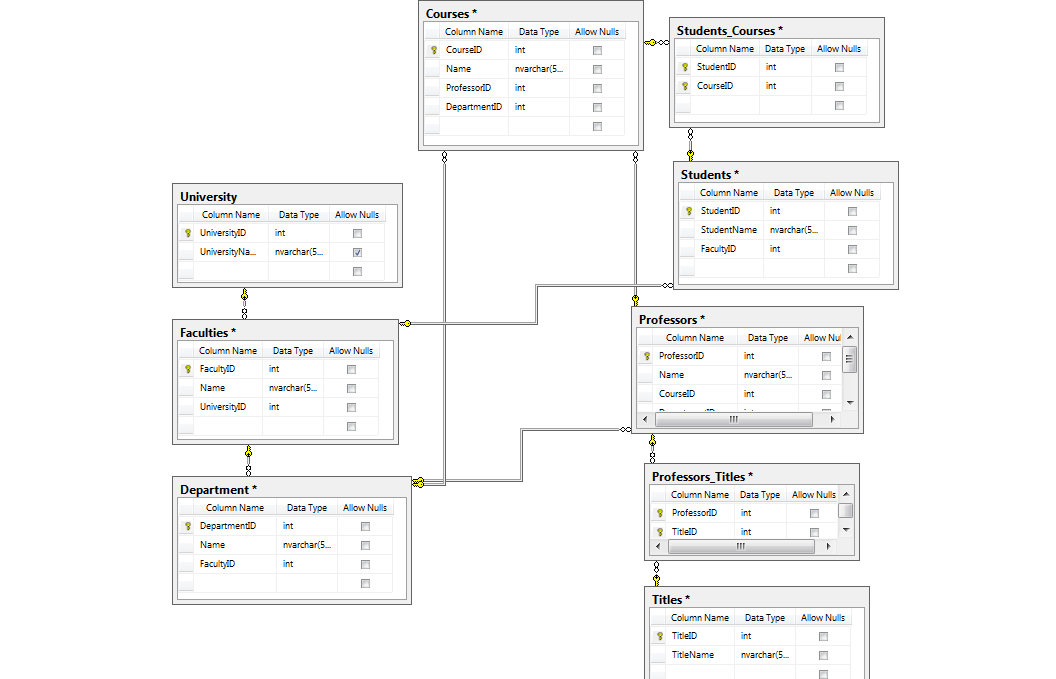 Courses *
Column Name Data Type Allow Nulls
CourseID int
Name nvarchar(5...
ProfessorID int
DepartmentID int
Students_Courses *
Column Name Data Type Allow Nulls
StudentID int
CourseID int
Students *
Column Name Data Type Allow Nulls
StudentID int
StudentName nvarchar(5...
FacultyID int
University
Column Name Data Type Allow Nulls
UniversityID int
UniversityNa... nvarchar(5...
Faculties *
Column Name Data Type Allow Nulls
FacultyID int
Name nvarchar(5...
UniversityID int
Professors *
Column Name Data Type Allow Nul
ProfessorID int
Name nvarchar(5...
CourseID int
DepartmentID int
Department *
Column Name Data Type Allow Nulls
DepartmentID int
Name nvarchar(5...
FacultyID int
Professors_Titles *
Column Name Data Type Allow Nulls
ProfessorID int
TitleID int
Titles *
Column Name Data Type Allow Nulls
TitleID int
TitleName nvarchar(5...